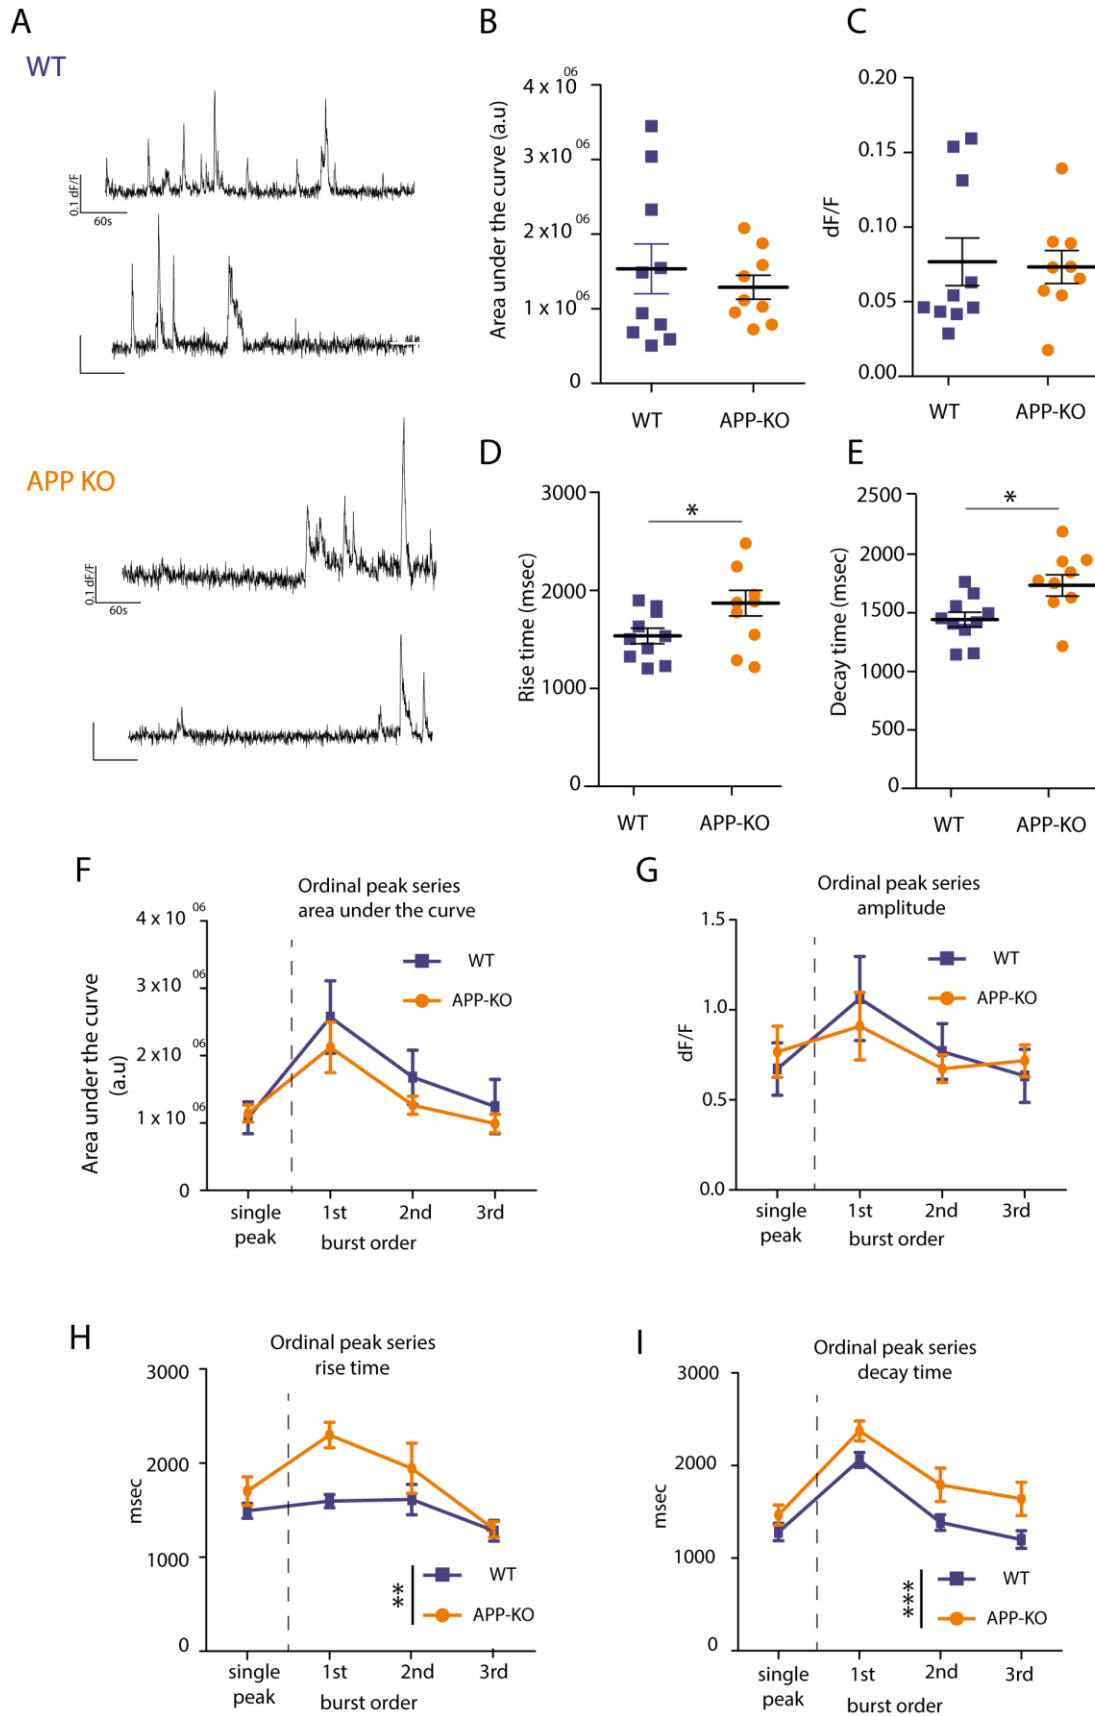 A
WT
0.1 dF/F
60s
APP KO
0.1 dF/F
60s
B
Area under the curve (a.u)
4 x 10 06
3 x 10 06
2 x 10 06
1 x 10 06
0
WT
APP-KO
C
dF/F
0.20
0.15
0.10
0.05
0.00
WT
APP-KO
D
Rise time (msec)
3000
2000
1000
0
*
WT
APP-KO
E
Decay time (msec)
2500
2000
1500
1000
500
0
*
WT
APP-KO
F
Ordinal peak series
area under the curve
Area under the curve
(a.u)
4 x 10 06
3 x 10 06
2 x 10 06
1 x 10 06
0
WT
APP-KO
single
peak
1st
2nd
3rd
burst order
G
Ordinal peak series
amplitude
dF/F
1.5
1.0
0.5
0.0
WT
APP-KO
single
peak
1st
2nd
3rd
burst order
H
Ordinal peak series
rise time
msec
3000
2000
1000
0
**
WT
APP-KO
single
peak
1st
2nd
3rd
burst order
I
Ordinal peak series
decay time
msec
3000
2000
1000
0
***
WT
APP-KO
single
peak
1st
2nd
3rd
burst order